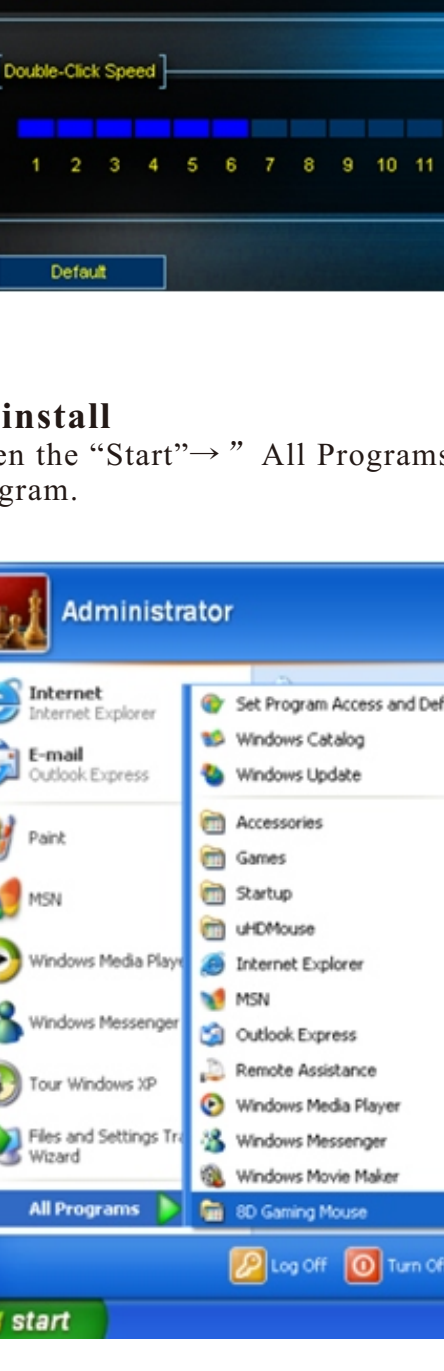 Double-Click Speed
1 2 3 4 5 6 7 8 9 10 11
Default
install
en the “Start”→ ” All Programs
gram.
Administrator
Internet
Internet Explorer
E-mail
Outlook Express
Paint
MSN
Windows Media Playe
Windows Messenger
Tour Windows XP
Files and Settings Tra
Wizard
All Programs
Set Program Access and Def
Windows Catalog
Windows Update
Accessories
Games
Startup
uHDMouse
Internet Explorer
MSN
Outlook Express
Remote Assistance
Windows Media Player
Windows Messenger
Windows Movie Maker
8D Gaming Mouse
Log Off
Turn Of
start